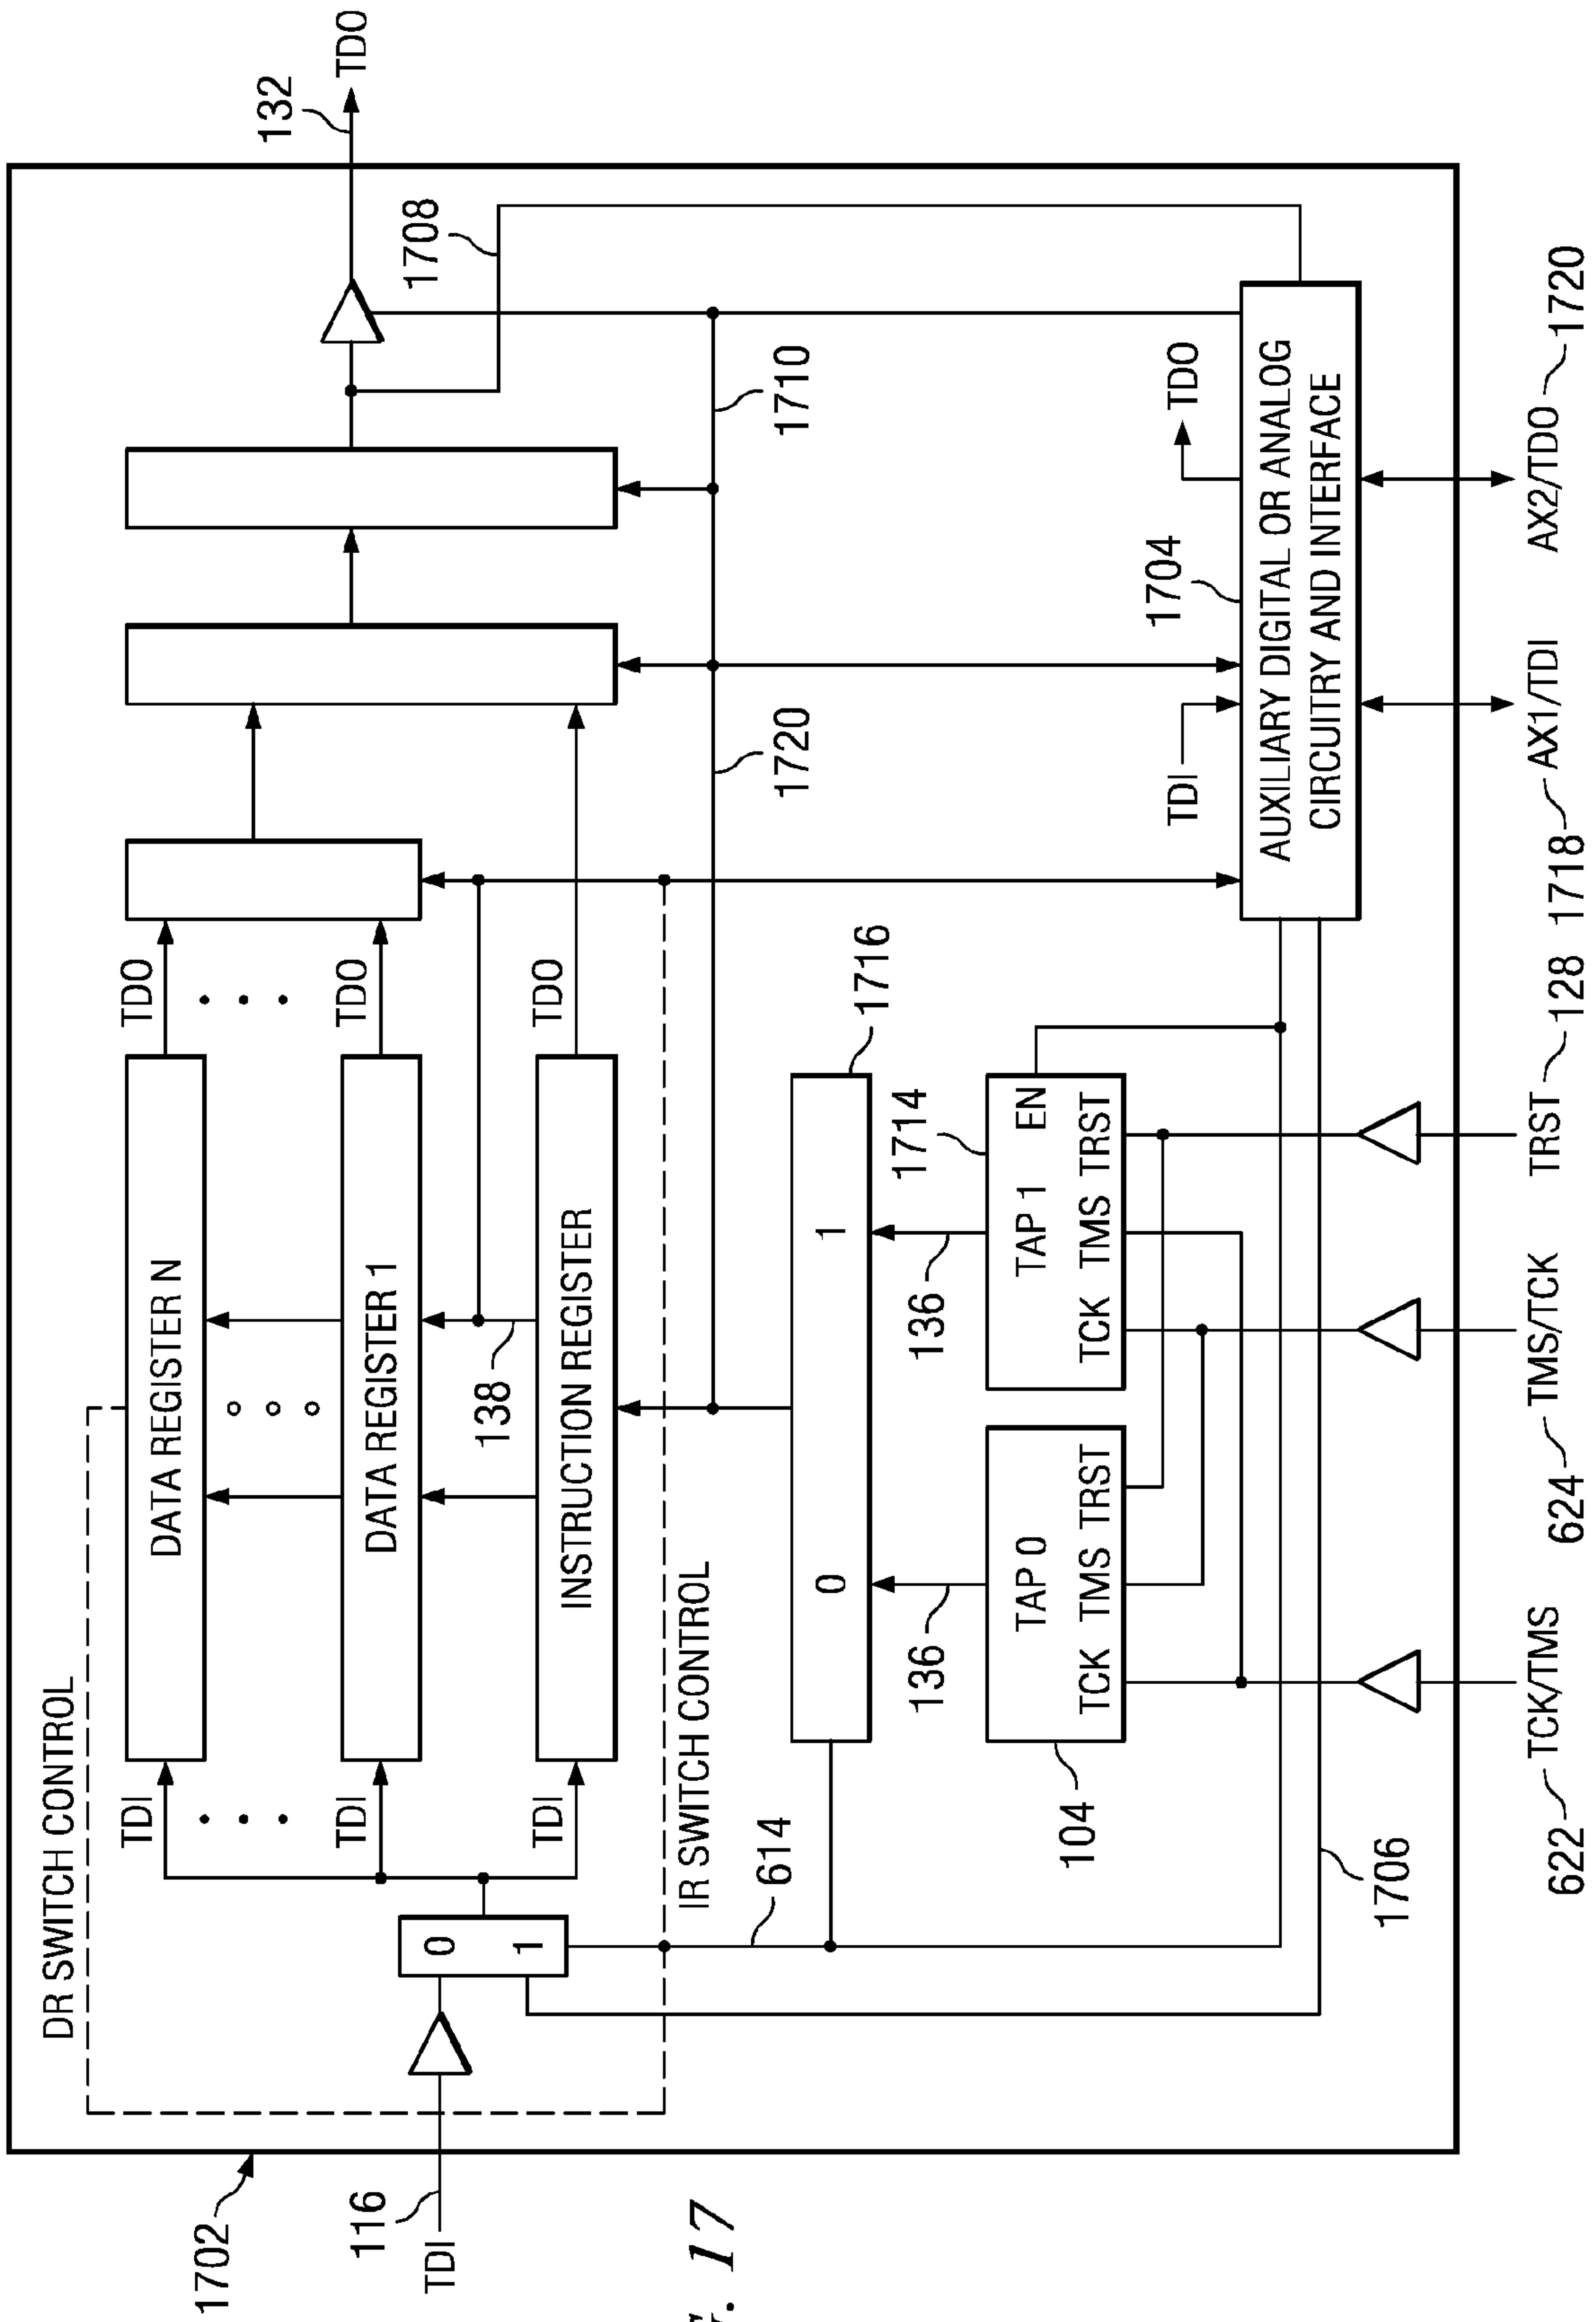 1702
116
TDI
DR SWITCH CONTROL
TDI
TDI
TDI
DATA REGISTER N
DATA REGISTER 1
INSTRUCTION REGISTER
138
TDO
TDO
TDO
132
TDO
1708
0
1
IR SWITCH CONTROL
614
1720
1710
0
1
1716
136
136
1714
TAP 0
TCK TMS TRST
104
TAP 1 EN
TCK TMS TRST
TDI
1704
TDO
AUXILIARY DIGITAL OR ANALOG
CIRCUITRY AND INTERFACE
1706
622
TCK/TMS
624
TMS/TCK
TRST
128
1718
AX1/TDI
AX2/TDO
1720
17